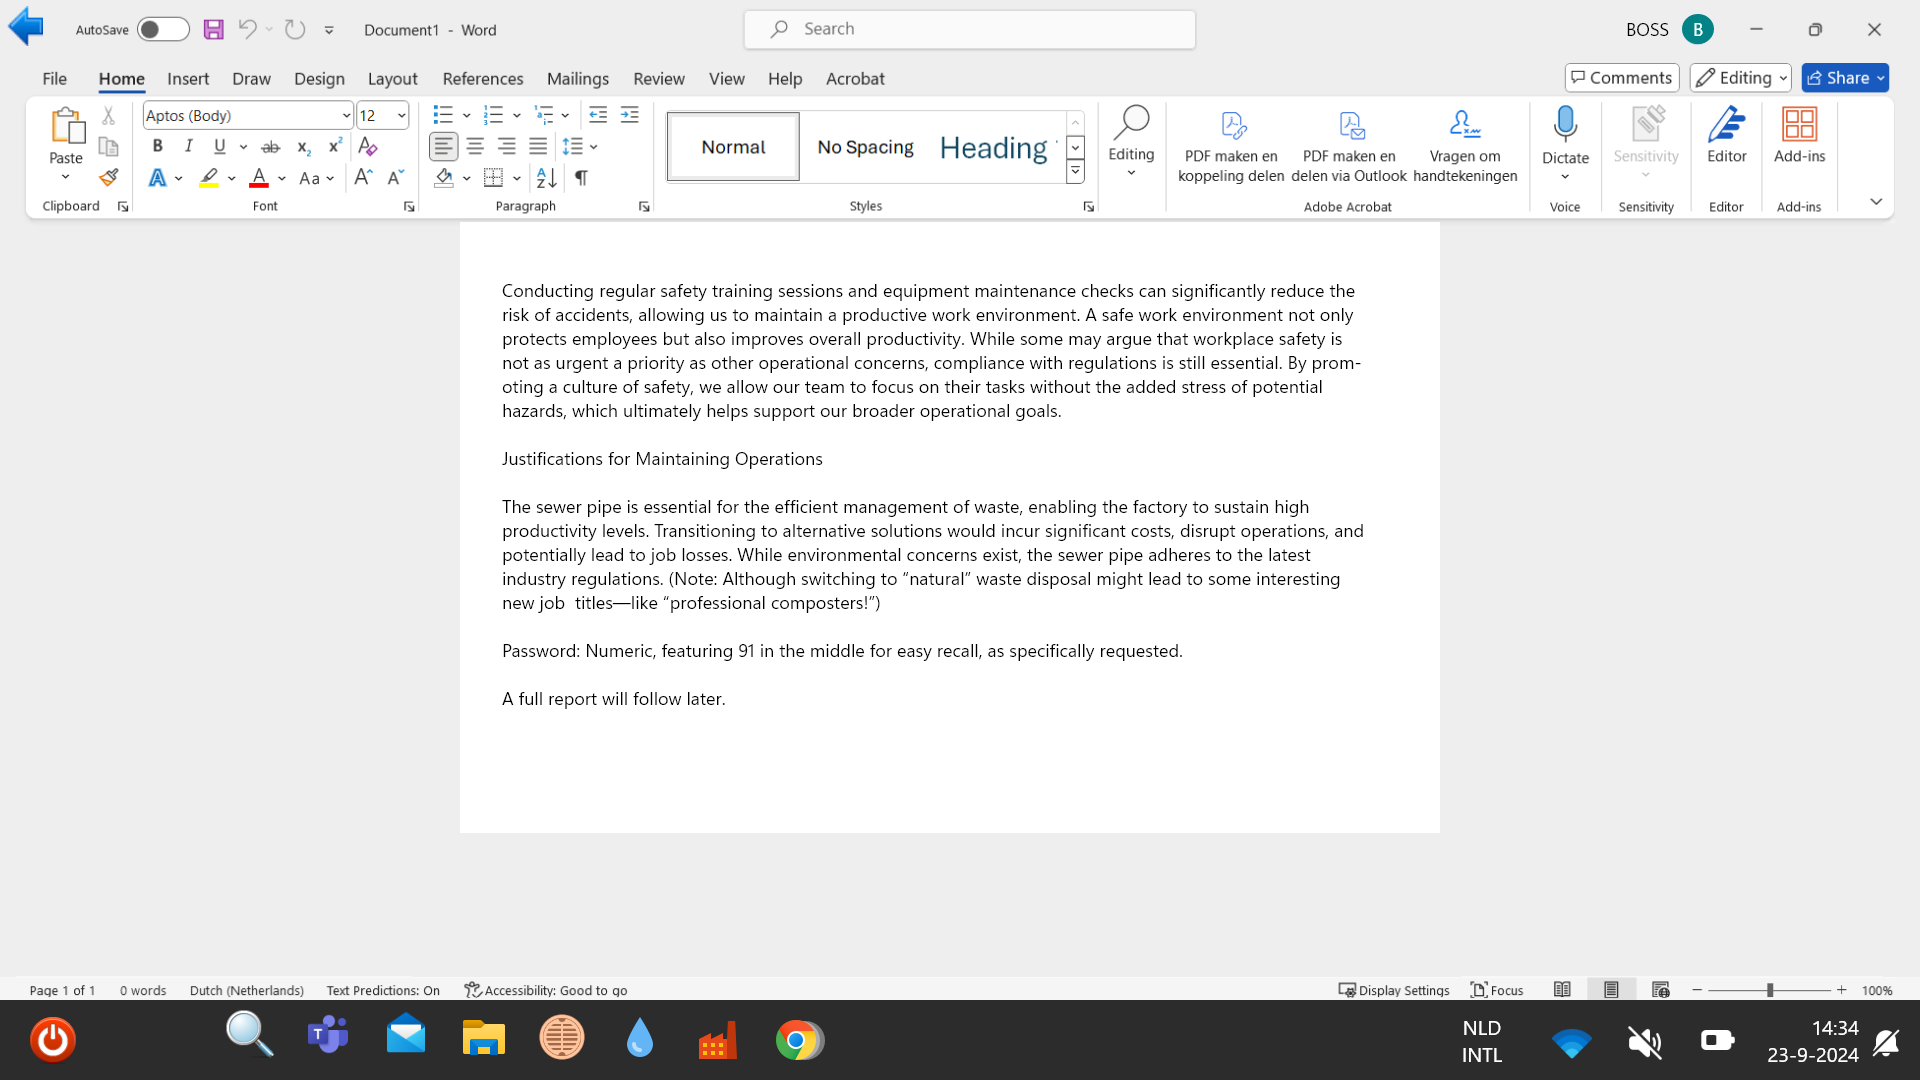 AutoSave
Document1 - Word
Search
BOSS
B
File
Home
Insert
Draw
Design
Layout
References
Mailings
Review
View
Help
Acrobat
Comments
Editing
Share
Paste
Clipboard
Aptos (Body)
12
Font
Paragraph
Normal
No Spacing
Heading
Styles
Editing
PDF maken en
koppeling delen
PDF maken en
delen via Outlook
Vragen om
handtekeningen
Adobe Acrobat
Dictate
Voice
Sensitivity
Sensitivity
Editor
Editor
Add-ins
Add-ins
Conducting regular safety training sessions and equipment maintenance checks can significantly reduce the
risk of accidents, allowing us to maintain a productive work environment. A safe work environment not only
protects employees but also improves overall productivity. While some may argue that workplace safety is
not as urgent a priority as other operational concerns, compliance with regulations is still essential. By prom-
oting a culture of safety, we allow our team to focus on their tasks without the added stress of potential
hazards, which ultimately helps support our broader operational goals.
Justifications for Maintaining Operations
The sewer pipe is essential for the efficient management of waste, enabling the factory to sustain high
productivity levels. Transitioning to alternative solutions would incur significant costs, disrupt operations, and
potentially lead to job losses. While environmental concerns exist, the sewer pipe adheres to the latest
industry regulations. (Note: Although switching to “natural” waste disposal might lead to some interesting
new job  titles—like “professional composters!”)
Password: Numeric, featuring 91 in the middle for easy recall, as specifically requested.
A full report will follow later.
Page 1 of 1
0 words
Dutch (Netherlands)
Text Predictions: On
Accessibility: Good to go
Display Settings
Focus
100%
NLD
INTL
14:34
23-9-2024